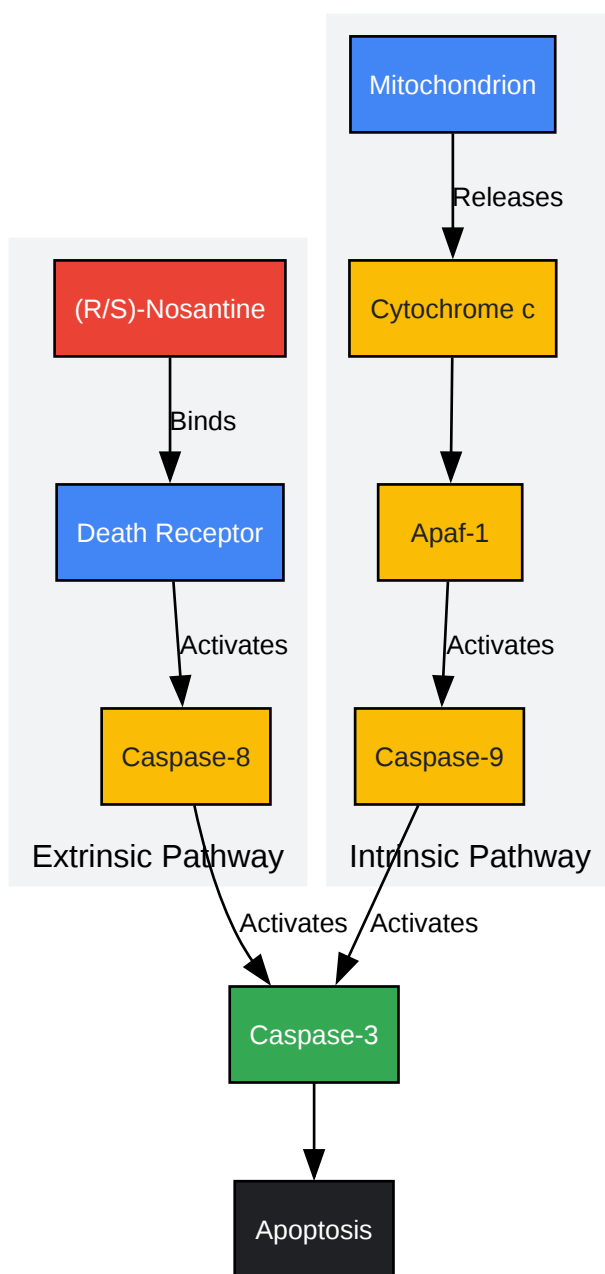 Mitochondrion
Releases
(R/S)-Nosantine
Cytochrome c
Binds
Death Receptor
Apaf-1
Activates
Activates
Caspase-8
Caspase-9
Extrinsic Pathway
Intrinsic Pathway
Activates
Activates
Caspase-3
Apoptosis